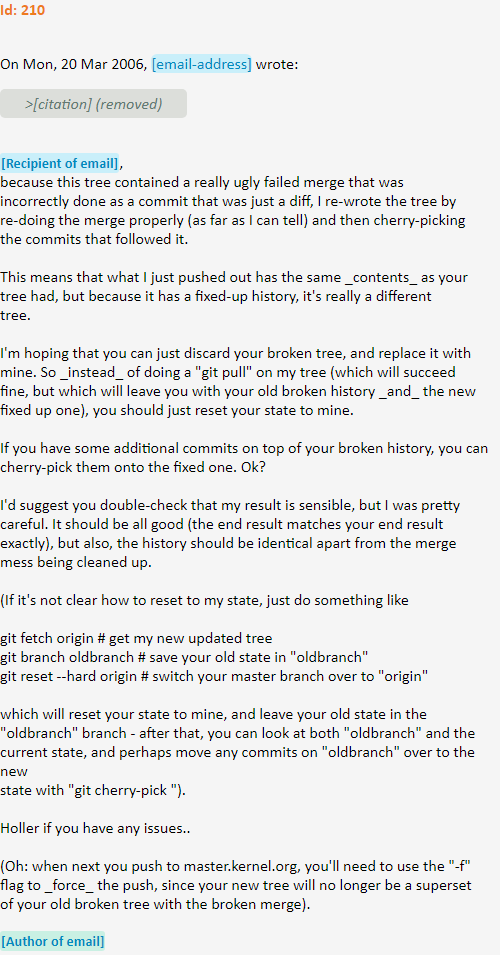 Id: 210
On Mon, 20 Mar 2006, [email-address] wrote:
>[citation] (removed)
[Recipient of email],
because this tree contained a really ugly failed merge that was
incorrectly done as a commit that was just a diff, I re-wrote the tree by
re-doing the merge properly (as far as I can tell) and then cherry-picking
the commits that followed it.
This means that what I just pushed out has the same _contents_ as your
tree had, but because it has a fixed-up history, it's really a different
tree.
I'm hoping that you can just discard your broken tree, and replace it with
mine. So _instead_ of doing a "git pull" on my tree (which will succeed
fine, but which will leave you with your old broken history _and_ the new
fixed up one), you should just reset your state to mine.
If you have some additional commits on top of your broken history, you can
cherry-pick them onto the fixed one. Ok?
I'd suggest you double-check that my result is sensible, but I was pretty
careful. It should be all good (the end result matches your end result
exactly), but also, the history should be identical apart from the merge
mess being cleaned up.
(If it's not clear how to reset to my state, just do something like
git fetch origin # get my new updated tree
git branch oldbranch # save your old state in "oldbranch"
git reset --hard origin # switch your master branch over to "origin"
which will reset your state to mine, and leave your old state in the
"oldbranch" branch - after that, you can look at both "oldbranch" and the
current state, and perhaps move any commits on "oldbranch" over to the
new
state with "git cherry-pick ").
Holler if you have any issues..
(Oh: when next you push to master.kernel.org, you'll need to use the "-f"
flag to _force_ the push, since your new tree will no longer be a superset
of your old broken tree with the broken merge).
[Author of email]